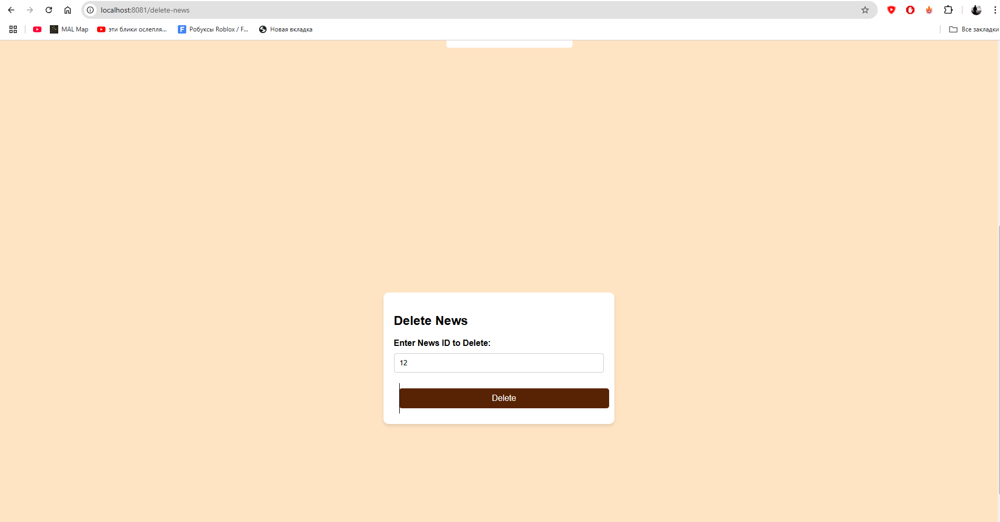 localhost:8081/delete-news
MAL Map
эти блики ослепля...
F
Робуксы Roblox / F...
Новая вкладка
Все закладки
Delete News
Enter News ID to Delete:
12
Delete